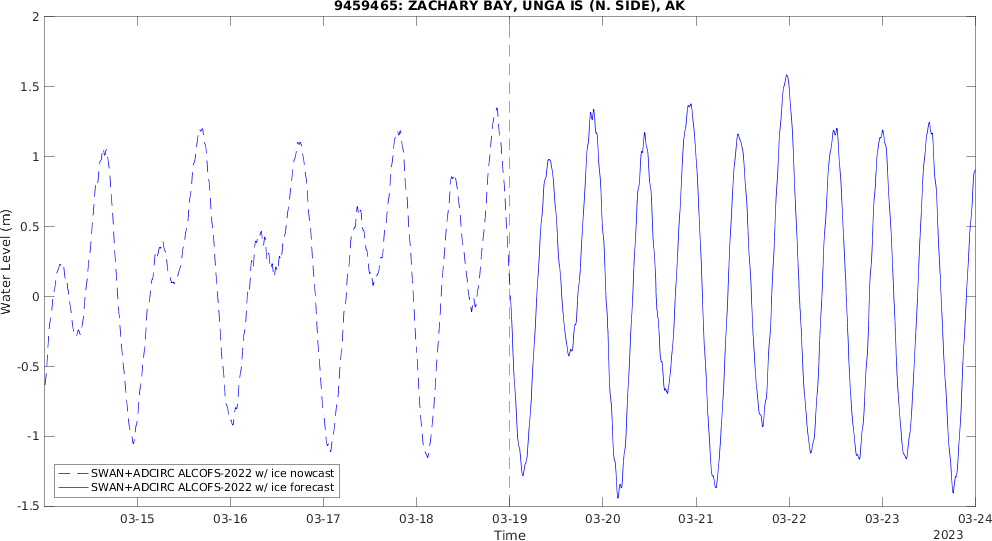 9459465: ZACHARY BAY, UNGA IS (N. SIDE), AK
2
1.5
1
0.5
0
-0.5
-1
-1.5
Water Level (m)
SWAN+ADCIRC ALCOFS-2022 w/ ice nowcast
SWAN+ADCIRC ALCOFS-2022 w/ ice forecast
03-15 03-16 03-17 03-18 03-19 03-20 03-21 03-22 03-23 03-24
Time
2023